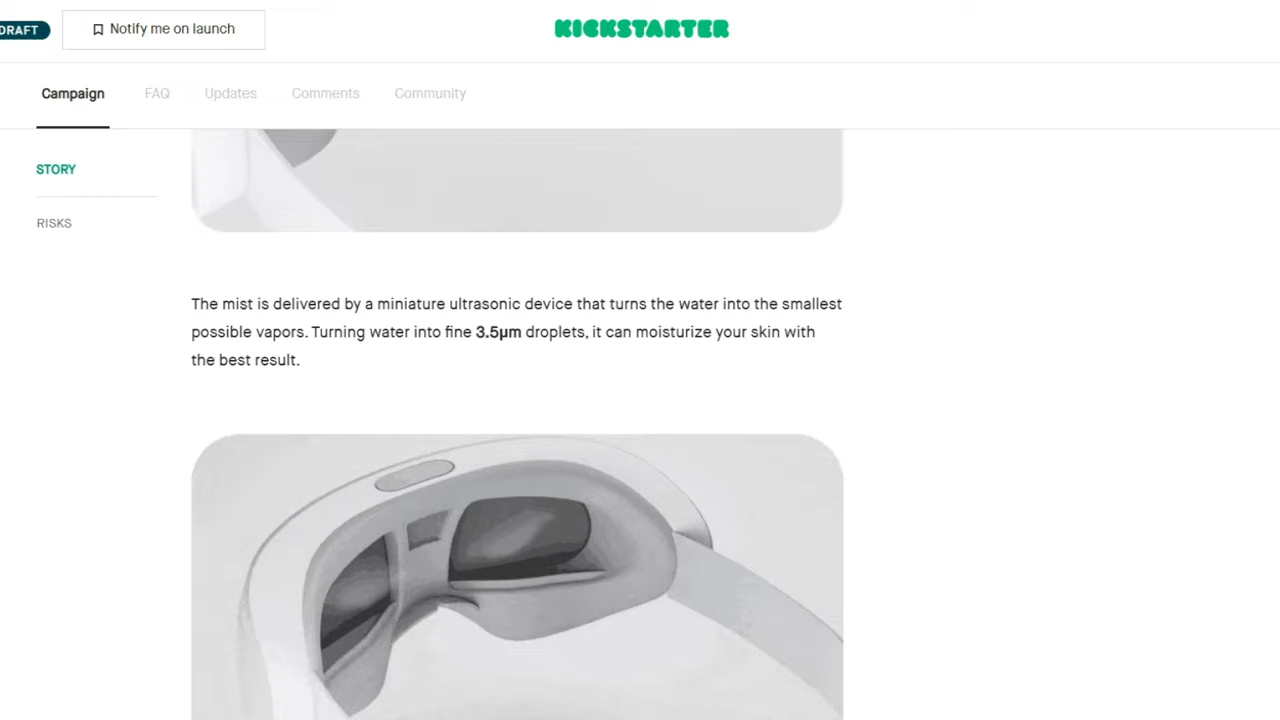 DRAFT
Notify me on launch
KICKSTARTER
Campaign
FAQ
Updates
Comments
Community
STORY
RISKS
The mist is delivered by a miniature ultrasonic device that turns the water into the smallest
possible vapors. Turning water into fine 3.5μm droplets, it can moisturize your skin with
the best result.